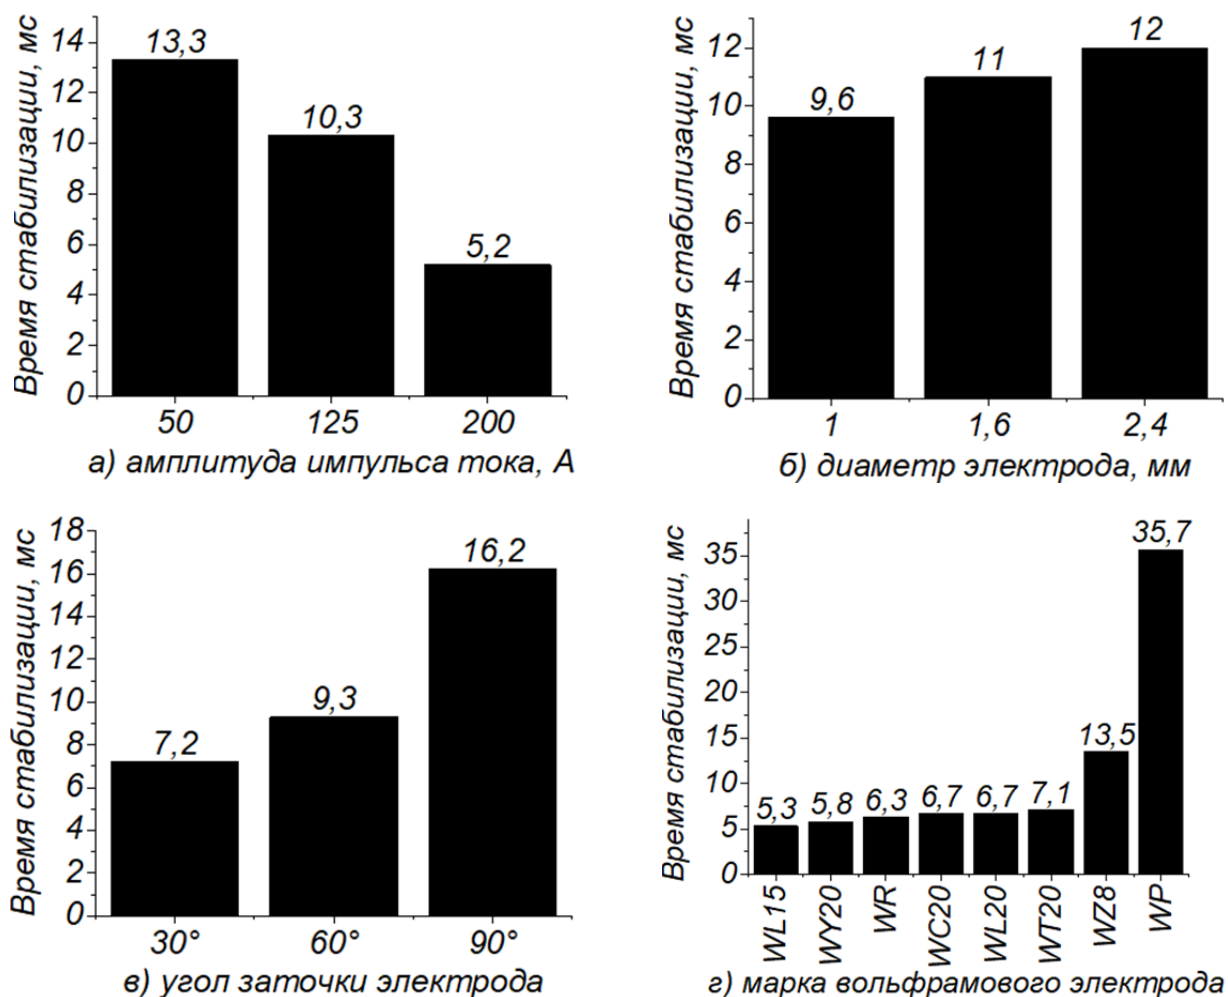 Время стабилизации, мс
14
12
10
8
6
4
2
0
13,3
10,3
5,2
50 125 200
а) амплитуда импульса тока, А
Время стабилизации, мс
12
10
8
6
4
2
0
9,6
11
12
1 1,6 2,4
б) диаметр электрода, мм
Время стабилизации, мс
18
16
14
12
10
8
6
4
2
0
7,2
9,3
16,2
30° 60° 90°
в) угол заточки электрода
Время стабилизации, мс
35
30
25
20
15
10
5
0
5,3
5,8
6,3
6,7
6,7
7,1
13,5
35,7
WL15
WY20
WR
WC20
WL20
WT20
WZ8
WP
г) марка вольфрамового электрода